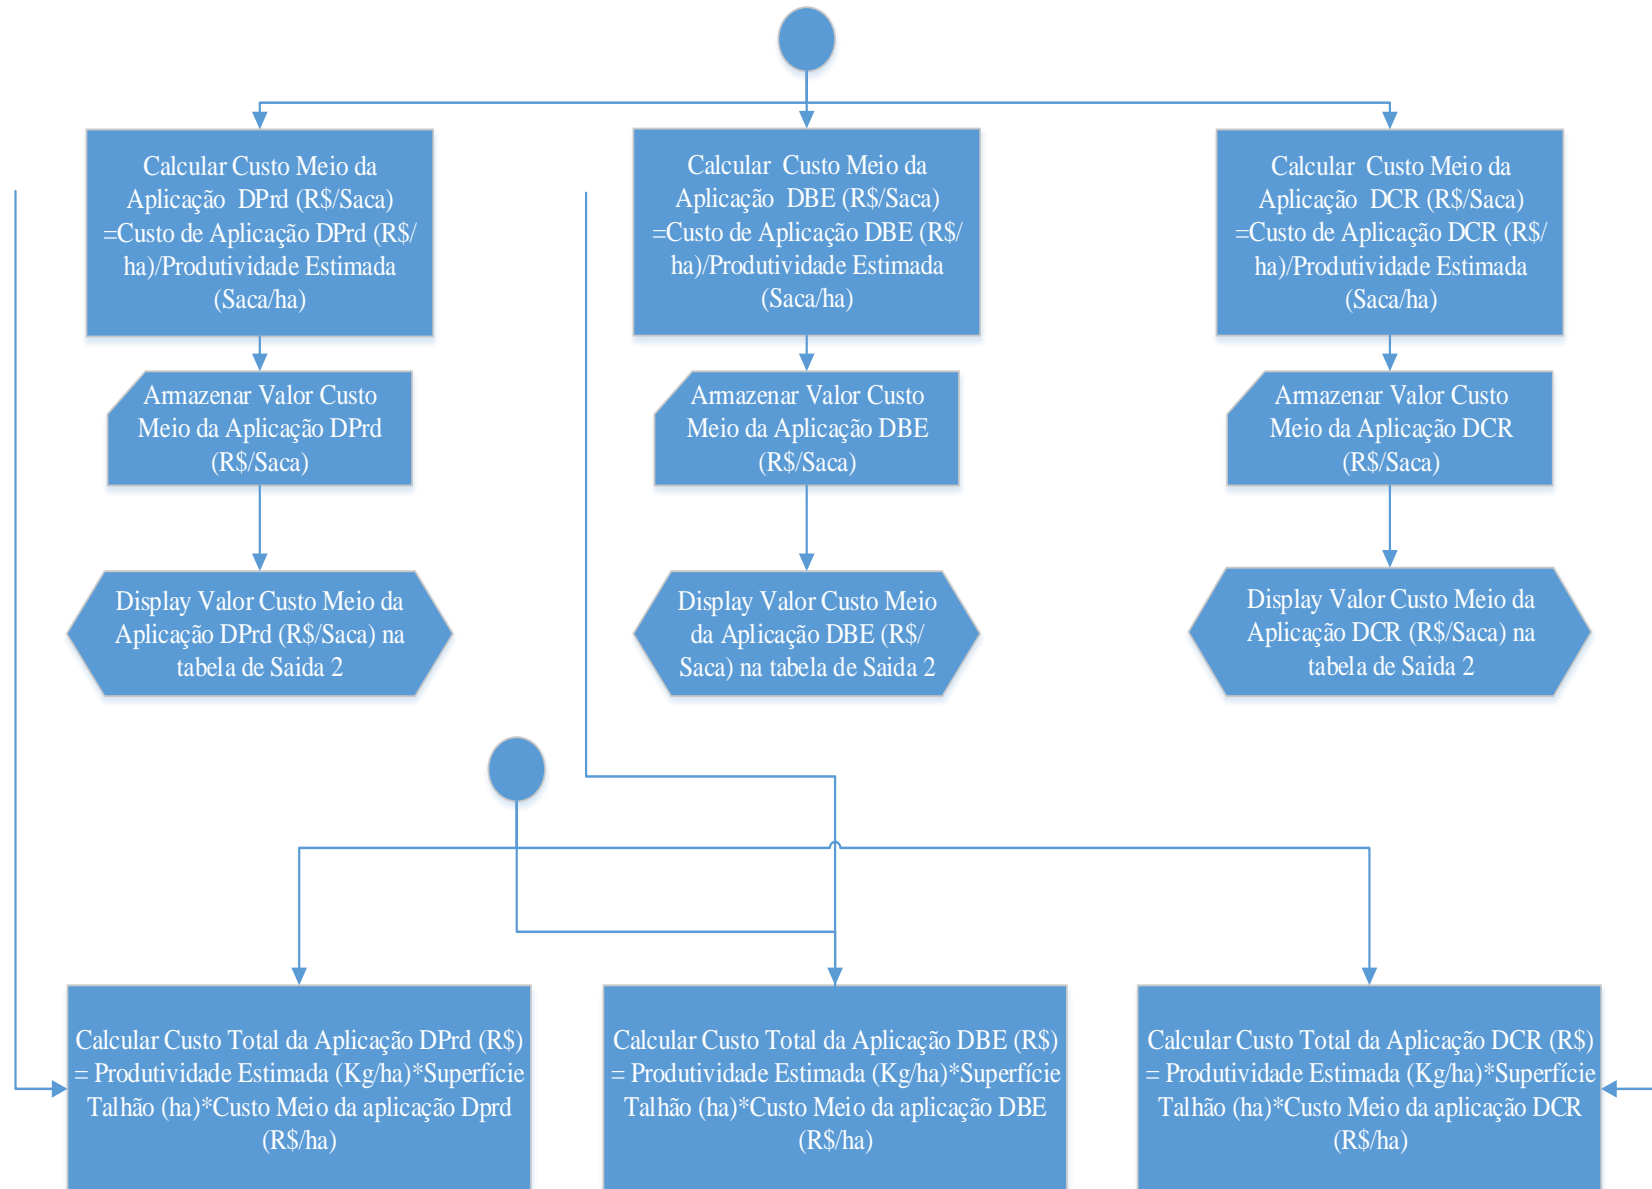 Calcular Custo Meio da
Aplicação DPrd (R$/Saca)
=Custo de Aplicação DPrd (R$/
ha)/Produtividade Estimada
(Saca/ha)
Calcular Custo Meio da
Aplicação DBE (R$/Saca)
=Custo de Aplicação DBE (R$/
ha)/Produtividade Estimada
(Saca/ha)
Calcular Custo Meio da
Aplicação DCR (R$/Saca)
=Custo de Aplicação DCR (R$/
ha)/Produtividade Estimada
(Saca/ha)
Armazenar Valor Custo
Meio da Aplicação DPrd
(R$/Saca)
Armazenar Valor Custo
Meio da Aplicação DBE
(R$/Saca)
Armazenar Valor Custo
Meio da Aplicação DCR
(R$/Saca)
Display Valor Custo Meio da
Aplicação DPrd (R$/Saca) na
tabela de Saida 2
Display Valor Custo Meio
da Aplicação DBE (R$/
Saca) na tabela de Saida 2
Display Valor Custo Meio da
Aplicação DCR (R$/Saca) na
tabela de Saida 2
Calcular Custo Total da Aplicação DPrd (R$)
= Produtividade Estimada (Kg/ha)*Superfície
Talhão (ha)*Custo Meio da aplicação Dprd
(R$/ha)
Calcular Custo Total da Aplicação DBE (R$)
= Produtividade Estimada (Kg/ha)*Superfície
Talhão (ha)*Custo Meio da aplicação DBE
(R$/ha)
Calcular Custo Total da Aplicação DCR (R$)
= Produtividade Estimada (Kg/ha)*Superfície
Talhão (ha)*Custo Meio da aplicação DCR
(R$/ha)